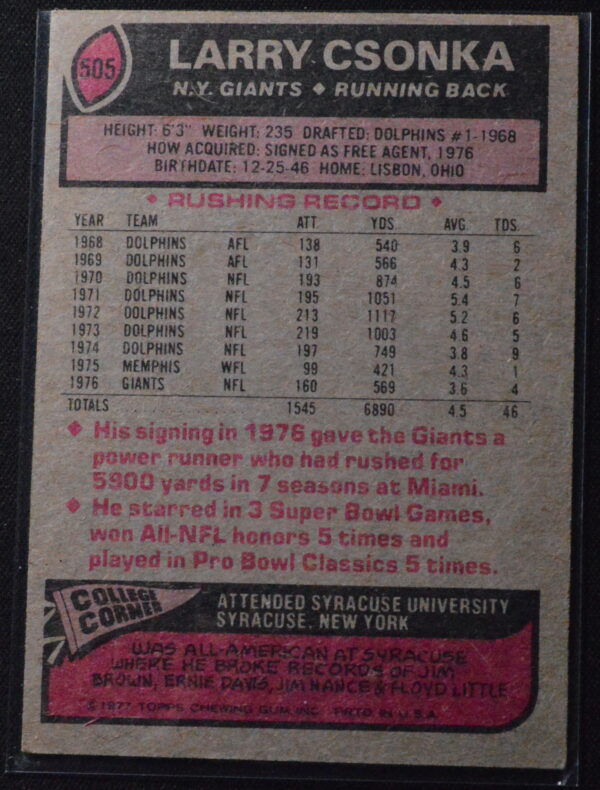 505
LARRY CSONKA
N.Y. GIANTS ♦ RUNNING BACK
HEIGHT: 6'3" WEIGHT: 235 DRAFTED: DOLPHINS #1-1968
HOW ACQUIRED: SIGNED AS FREE AGENT, 1976
BIRTHDATE: 12-25-46 HOME: LISBON, OHIO
♦ RUSHING RECORD ♦
YEAR TEAM ATT. YDS. AVG. TDS.
1968 DOLPHINS AFL 138 540 3.9 6
1969 DOLPHINS AFL 131 566 4.3 2
1970 DOLPHINS NFL 193 874 4.5 6
1971 DOLPHINS NFL 195 1051 5.4 7
1972 DOLPHINS NFL 213 1117 5.2 6
1973 DOLPHINS NFL 219 1003 4.6 5
1974 DOLPHINS NFL 197 749 3.8 9
1975 MEMPHIS WFL 99 421 4.3 1
1976 GIANTS NFL 160 569 3.6 4
TOTALS 1545 6890 4.5 46
♦ His signing in 1976 gave the Giants a
power runner who had rushed for
5900 yards in 7 seasons at Miami.
♦ He starred in 3 Super Bowl Games,
won All-NFL honors 5 times and
played in Pro Bowl Classics 5 times.
COLLEGE
CORNER
ATTENDED SYRACUSE UNIVERSITY
SYRACUSE, NEW YORK
WAS ALL-AMERICAN AT SYRACUSE
WHERE HE BROKE RECORDS OF JIM
BROWN, ERNIE DAVIS, JIM NANCE & FLOYD LITTLE
© 1977 TOPPS CHEWING GUM, INC. PRTD IN U.S.A.